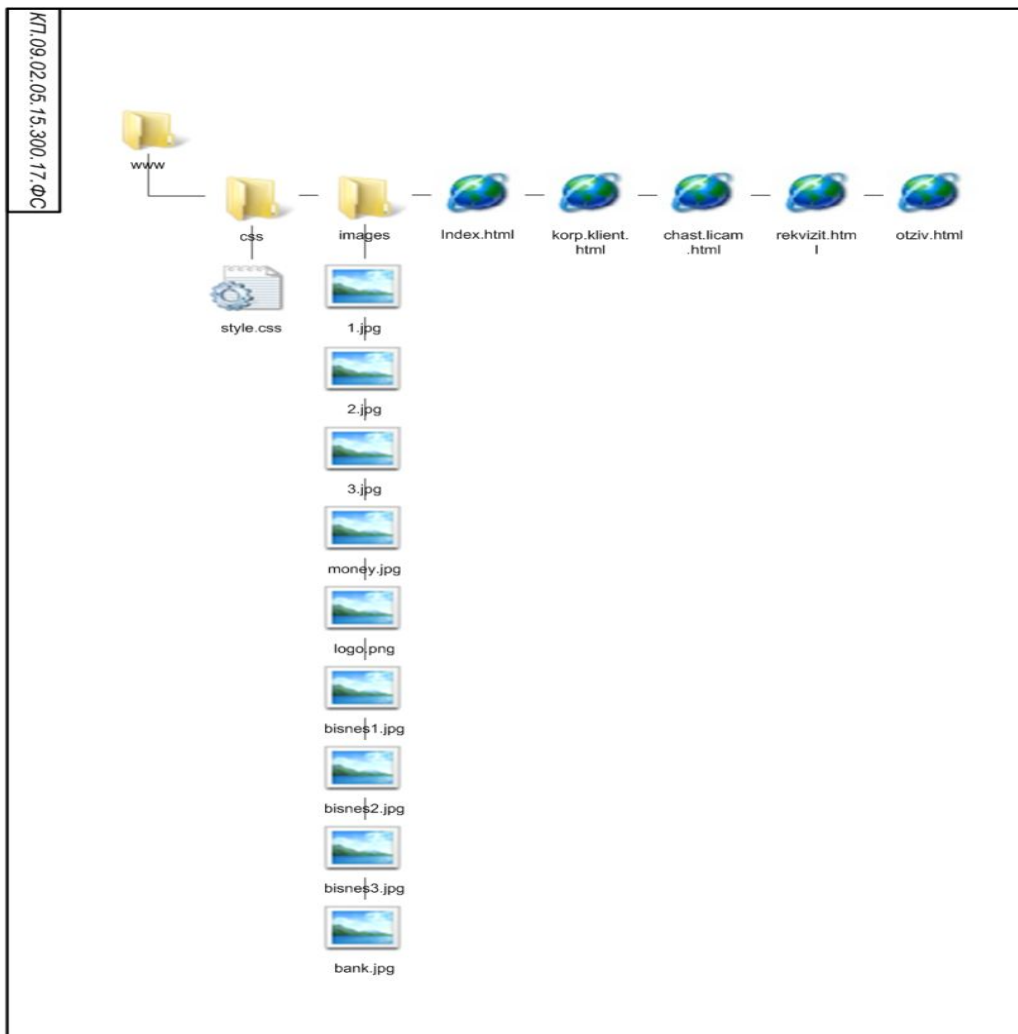 КП.09.02.05.15.300.17.ФС
www
css
images
Index.html
korp.klient.
html
chast.licam
.html
rekvizit.htm
l
otziv.html
style.css
1.jpg
2.jpg
3.jpg
money.jpg
logo.png
bisnes1.jpg
bisnes2.jpg
bisnes3.jpg
bank.jpg